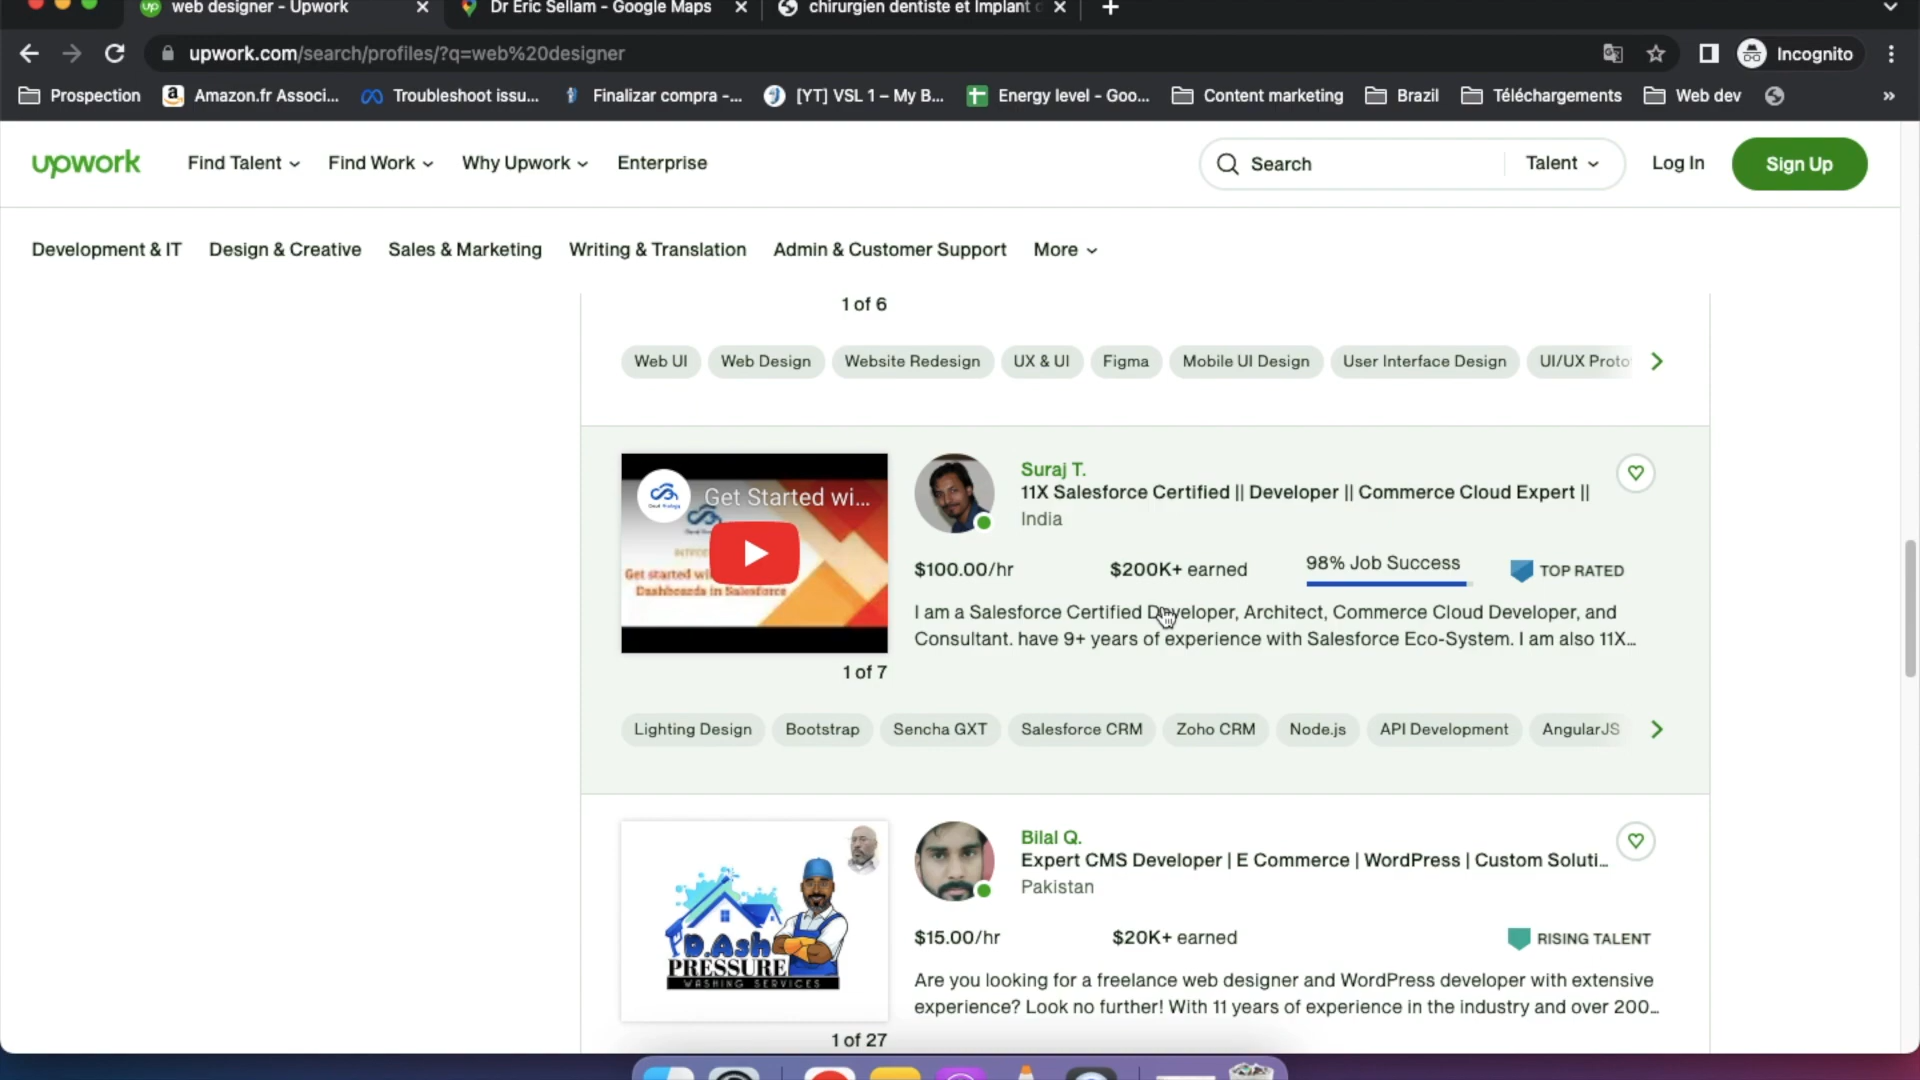 web designer - Upwork
Dr Eric Sellam - Google Maps
chirurgien dentiste et Implant
upwork.com/search/profiles/?q=web%20designer
Incognito
Prospection
Amazon.fr Associ...
Troubleshoot issu...
Finalizar compra -...
[YT] VSL 1 – My B...
Energy level - Goo...
Content marketing
Brazil
Téléchargements
Web dev
upwork
Find Talent
Find Work
Why Upwork
Enterprise
Search
Talent
Log In
Sign Up
Development & IT
Design & Creative
Sales & Marketing
Writing & Translation
Admin & Customer Support
More
1 of 6
Web UI
Web Design
Website Redesign
UX & UI
Figma
Mobile UI Design
User Interface Design
UI/UX Proto
Get Started wi...
Get started wi
Dashboards in Salesforce
1 of 7
Suraj T.
11X Salesforce Certified || Developer || Commerce Cloud Expert ||
India
$100.00/hr
$200K+ earned
98% Job Success
TOP RATED
I am a Salesforce Certified Developer, Architect, Commerce Cloud Developer, and
Consultant. have 9+ years of experience with Salesforce Eco-System. I am also 11X...
Lighting Design
Bootstrap
Sencha GXT
Salesforce CRM
Zoho CRM
Node.js
API Development
AngularJS
D.Ash
PRESSURE
WASHING SERVICES
1 of 27
Bilal Q.
Expert CMS Developer | E Commerce | WordPress | Custom Soluti...
Pakistan
$15.00/hr
$20K+ earned
RISING TALENT
Are you looking for a freelance web designer and WordPress developer with extensive
experience? Look no further! With 11 years of experience in the industry and over 200...